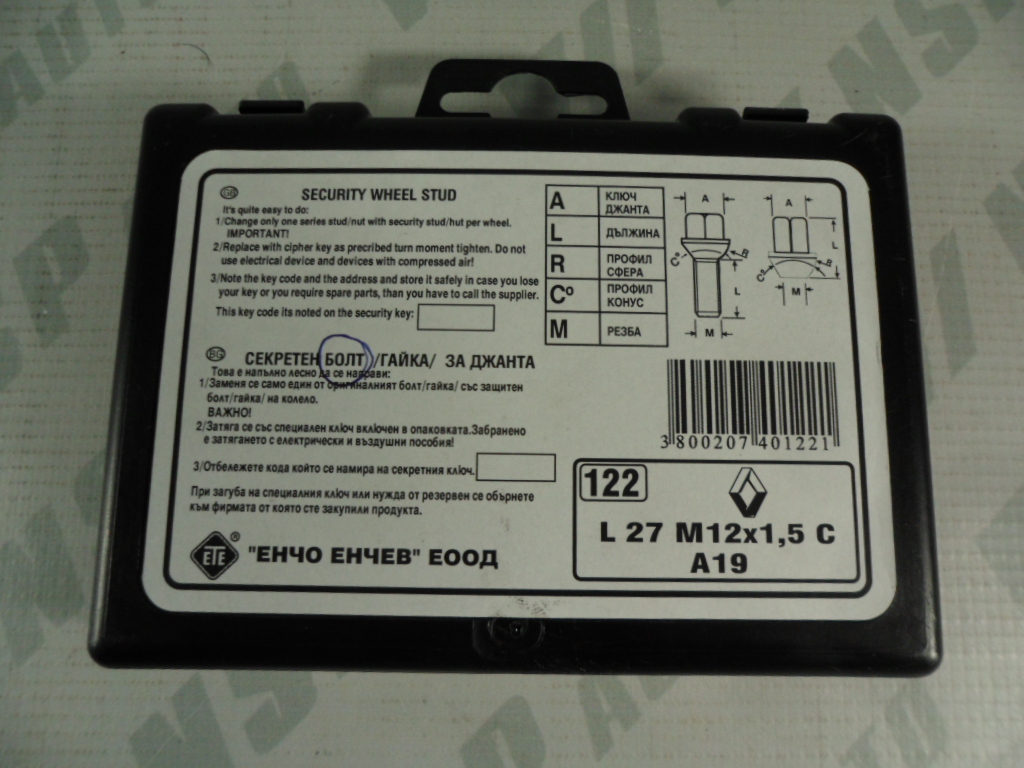 GB SECURITY WHEEL STUD
It's quite easy to do:
1/Change only one series stud/nut with security stud/hut per wheel.
IMPORTANT!
2/Replace with cipher key as precribed turn moment tighten. Do not
use electrical device and devices with compressed air!
3/Note the key code and the address and store it safely in case you lose
your key or you require spare parts, than you have to call the supplier.
This key code its noted on the security key:
BG СЕКРЕТЕН БОЛТ /ГАЙКА/ ЗА ДЖАНТА
Това е напълно лесно да се направи:
1/Заменя се само един от оригиналният болт/гайка/ със защитен
болт/гайка/ на колело.
ВАЖНО!
2/Затяга се със специален ключ включен в опаковката.Забранено
е затягането с електрически и въздушни пособия!
3/Отбележете кода който се намира на секретния ключ.
При загуба на специалния ключ или нужда от резервен се обърнете
към фирмата от която сте закупили продукта.
ETE ® "ЕНЧО ЕНЧЕВ" ЕООД
A КЛЮЧ ДЖАНТА
L ДЪЛЖИНА
R ПРОФИЛ СФЕРА
Cº ПРОФИЛ КОНУС
M РЕЗБА
A
Cº
R
L
M
A
Cº
R
L
M
3800207401221
122
L 27 M12x1,5 C
A19